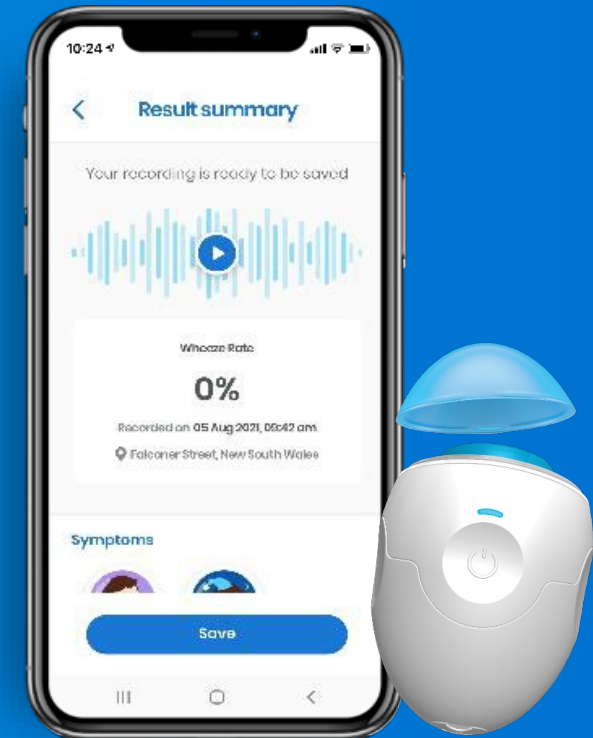 10:24
Result summary
Your recording is ready to be saved
Wheeze Rate
0%
Recorded on 05 Aug 2021, 09:42 am
Falconer Street, New South Wales
Symptoms
Save